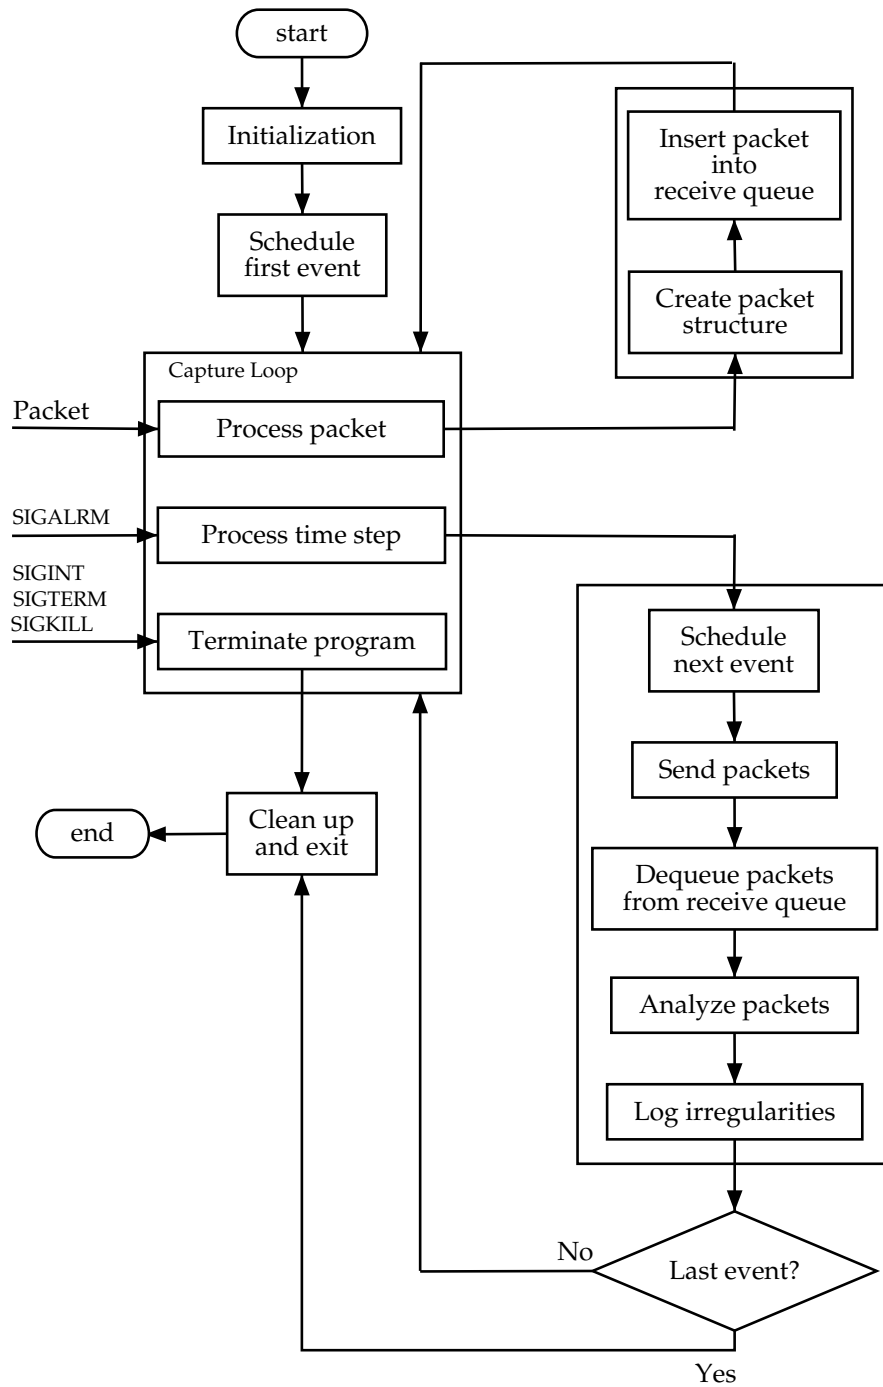 start
Initialization
Schedule
first event
Insert packet
into
receive queue
Create packet
structure
Capture Loop
Packet
Process packet
SIGALRM
Process time step
SIGINT
SIGTERM
SIGKILL
Terminate program
Schedule
next event
Send packets
end
Clean up
and exit
Dequeue packets
from receive queue
Analyze packets
Log irregularities
No
Last event?
Yes